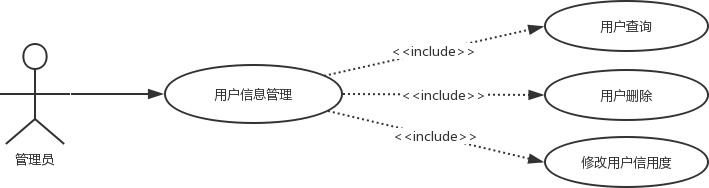 用户查询
<<include>>
用户信息管理
<<include>>
用户删除
<<include>>
管理员
修改用户信用度